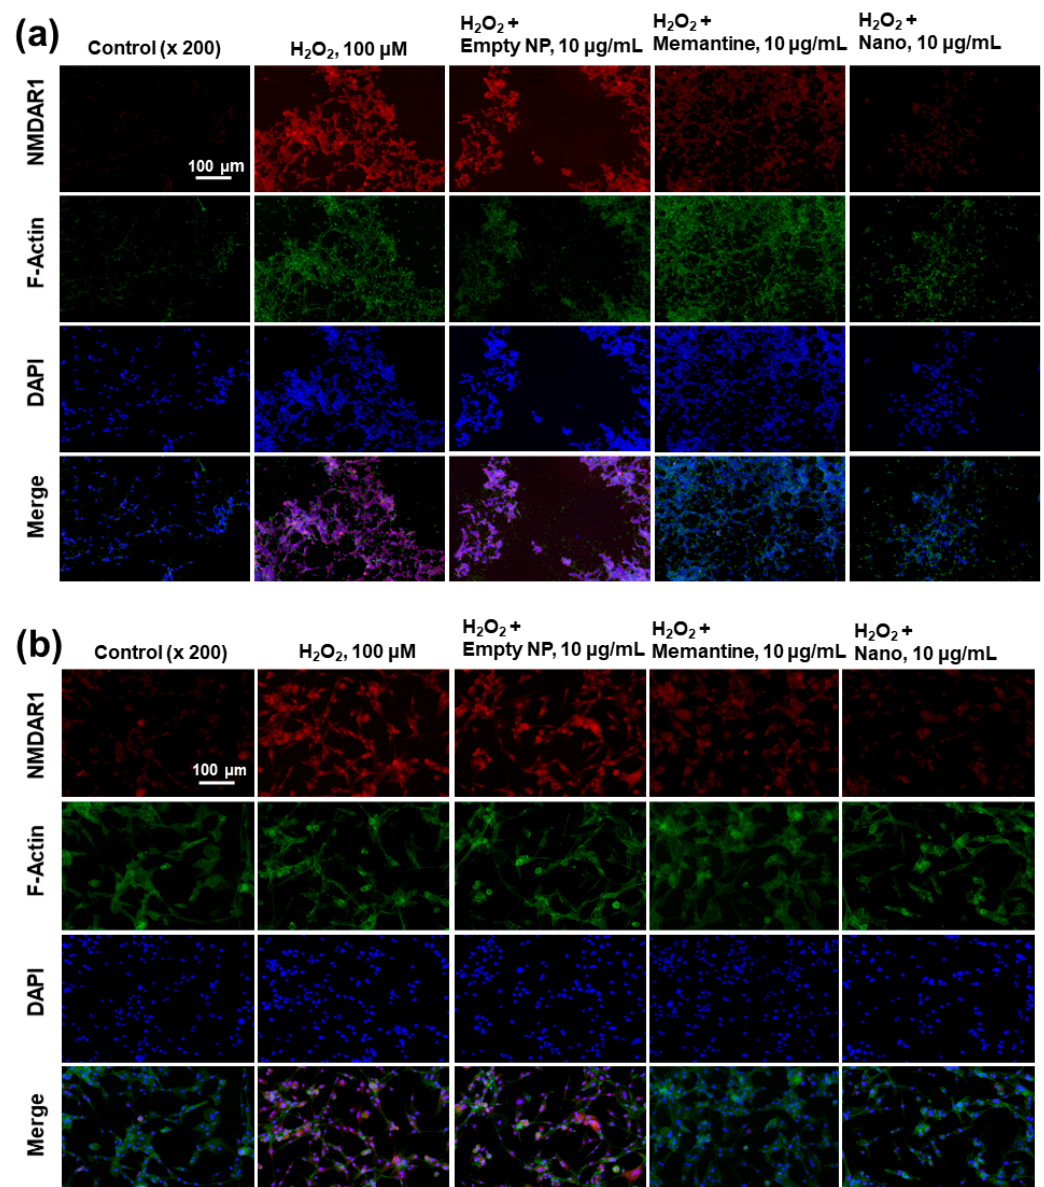 (a)
Control (x 200)
H₂O₂, 100 µM
H₂O₂ +
Empty NP, 10 µg/mL
H₂O₂ +
Memantine, 10 µg/mL
H₂O₂ +
Nano, 10 µg/mL
NMDAR1
100 µm
F-Actin
DAPI
Merge
(b)
Control (x 200)
H₂O₂, 100 µM
H₂O₂ +
Empty NP, 10 µg/mL
H₂O₂ +
Memantine, 10 µg/mL
H₂O₂ +
Nano, 10 µg/mL
NMDAR1
100 µm
F-Actin
DAPI
Merge